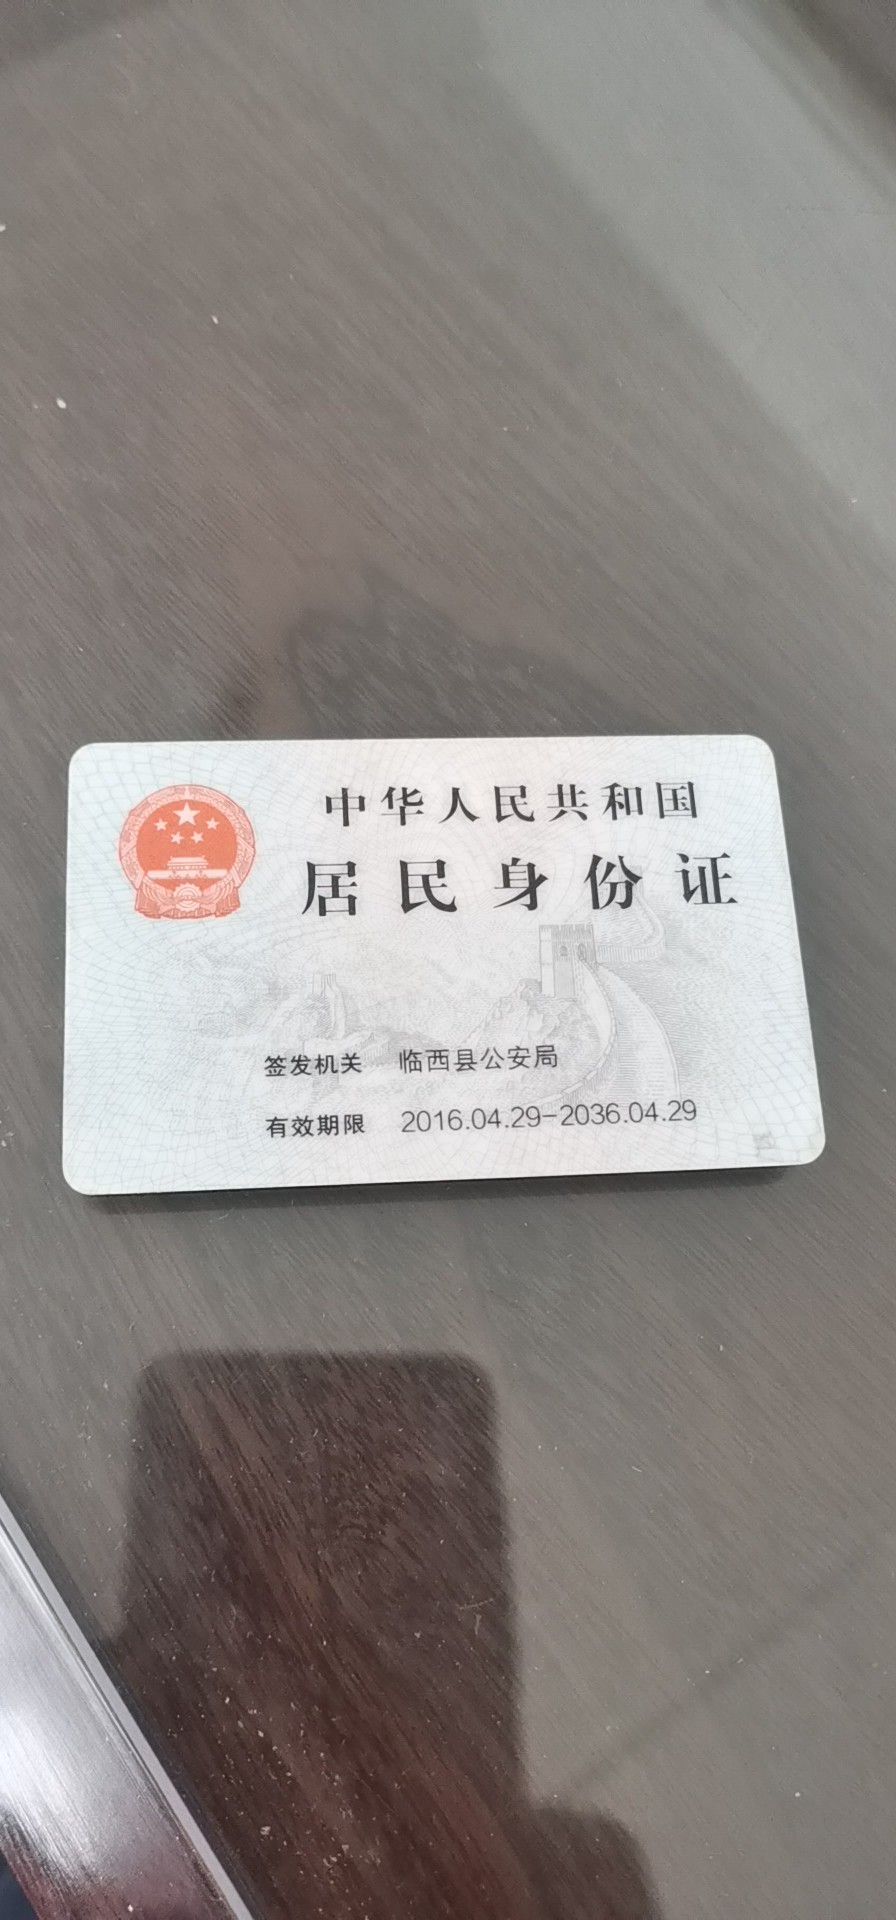 中华人民共和国
居民身份证
签发机关 临西县公安局
有效期限 2016.04.29-2036.04.29